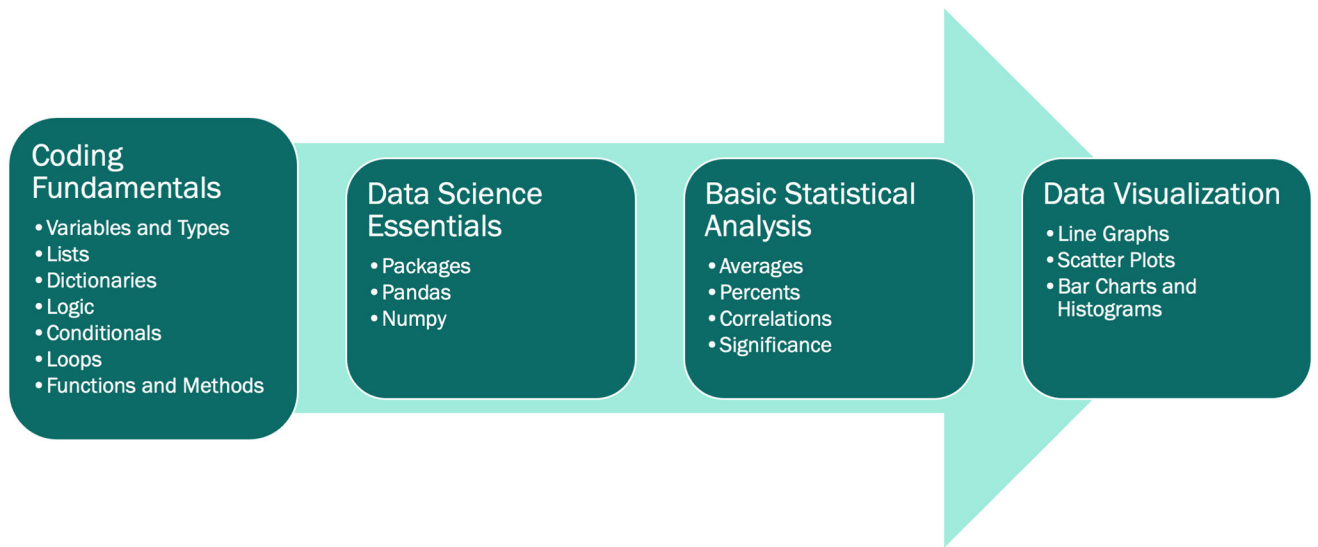 Coding
Fundamentals
•Variables and Types
•Lists
•Dictionaries
•Logic
•Conditionals
•Loops
•Functions and Methods
Data Science
Essentials
•Packages
•Pandas
•Numpy
Basic Statistical
Analysis
•Averages
•Percents
•Correlations
•Significance
Data Visualization
•Line Graphs
•Scatter Plots
•Bar Charts and
Histograms